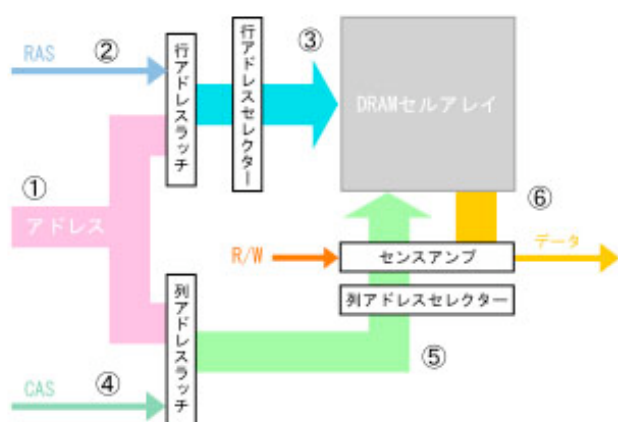 RAS
②
行アドレスラッチ
行アドレスセレクター
③
DRAMセルアレイ
①
アドレス
⑥
R/W
センスアンプ
データ
列アドレスラッチ
列アドレスセレクター
⑤
CAS
④